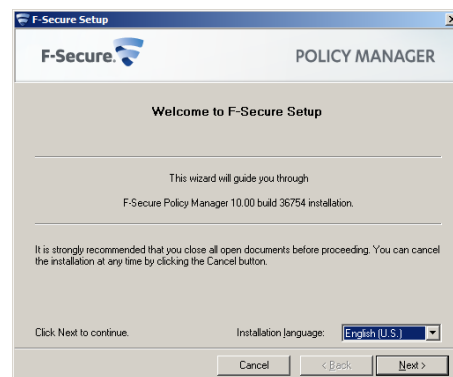 F-Secure Setup
F-Secure.
POLICY MANAGER
Welcome to F-Secure Setup
This wizard will guide you through
F-Secure Policy Manager 10.00 build 36754 installation.
It is strongly recommended that you close all open documents before proceeding. You can cancel
the installation at any time by clicking the Cancel button.
Click Next to continue.
Installation language:
English (U.S.)
Cancel
< Back
Next >